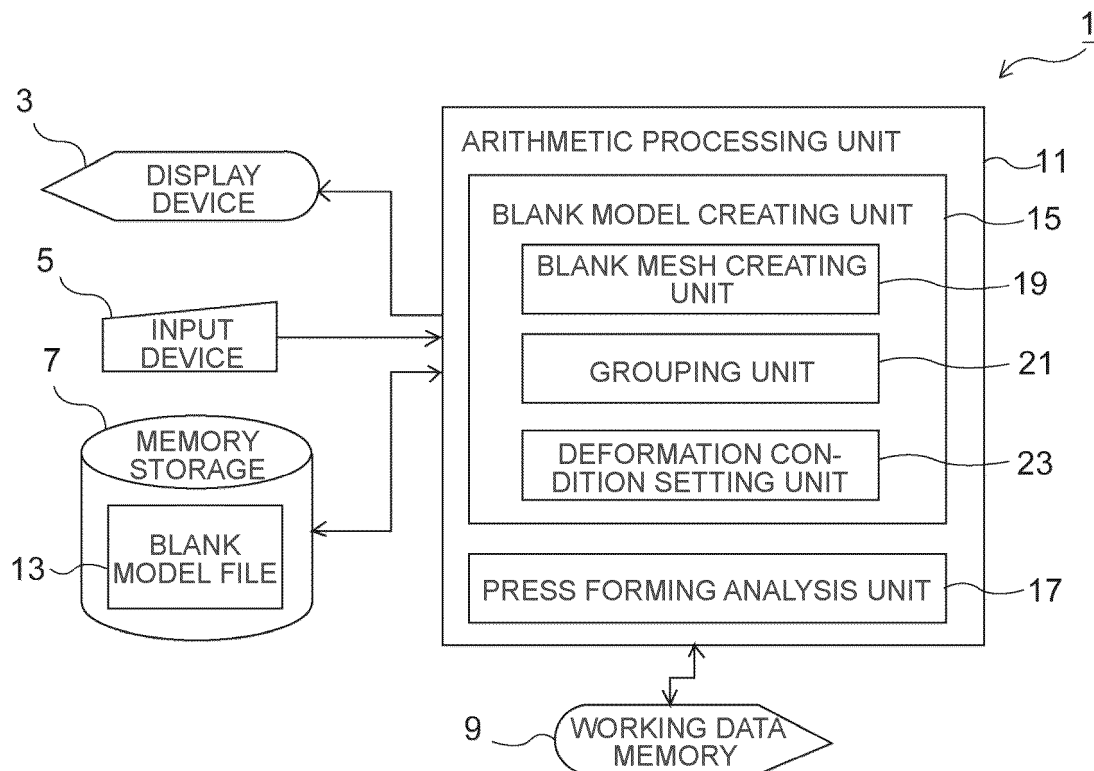 1
3
DISPLAY
DEVICE
5
INPUT
DEVICE
7
MEMORY
STORAGE
13
BLANK
MODEL FILE
ARITHMETIC PROCESSING UNIT
11
BLANK MODEL CREATING UNIT
15
BLANK MESH CREATING
UNIT
19
GROUPING UNIT
21
DEFORMATION CON-
DITION SETTING UNIT
23
PRESS FORMING ANALYSIS UNIT
17
9
WORKING DATA
MEMORY